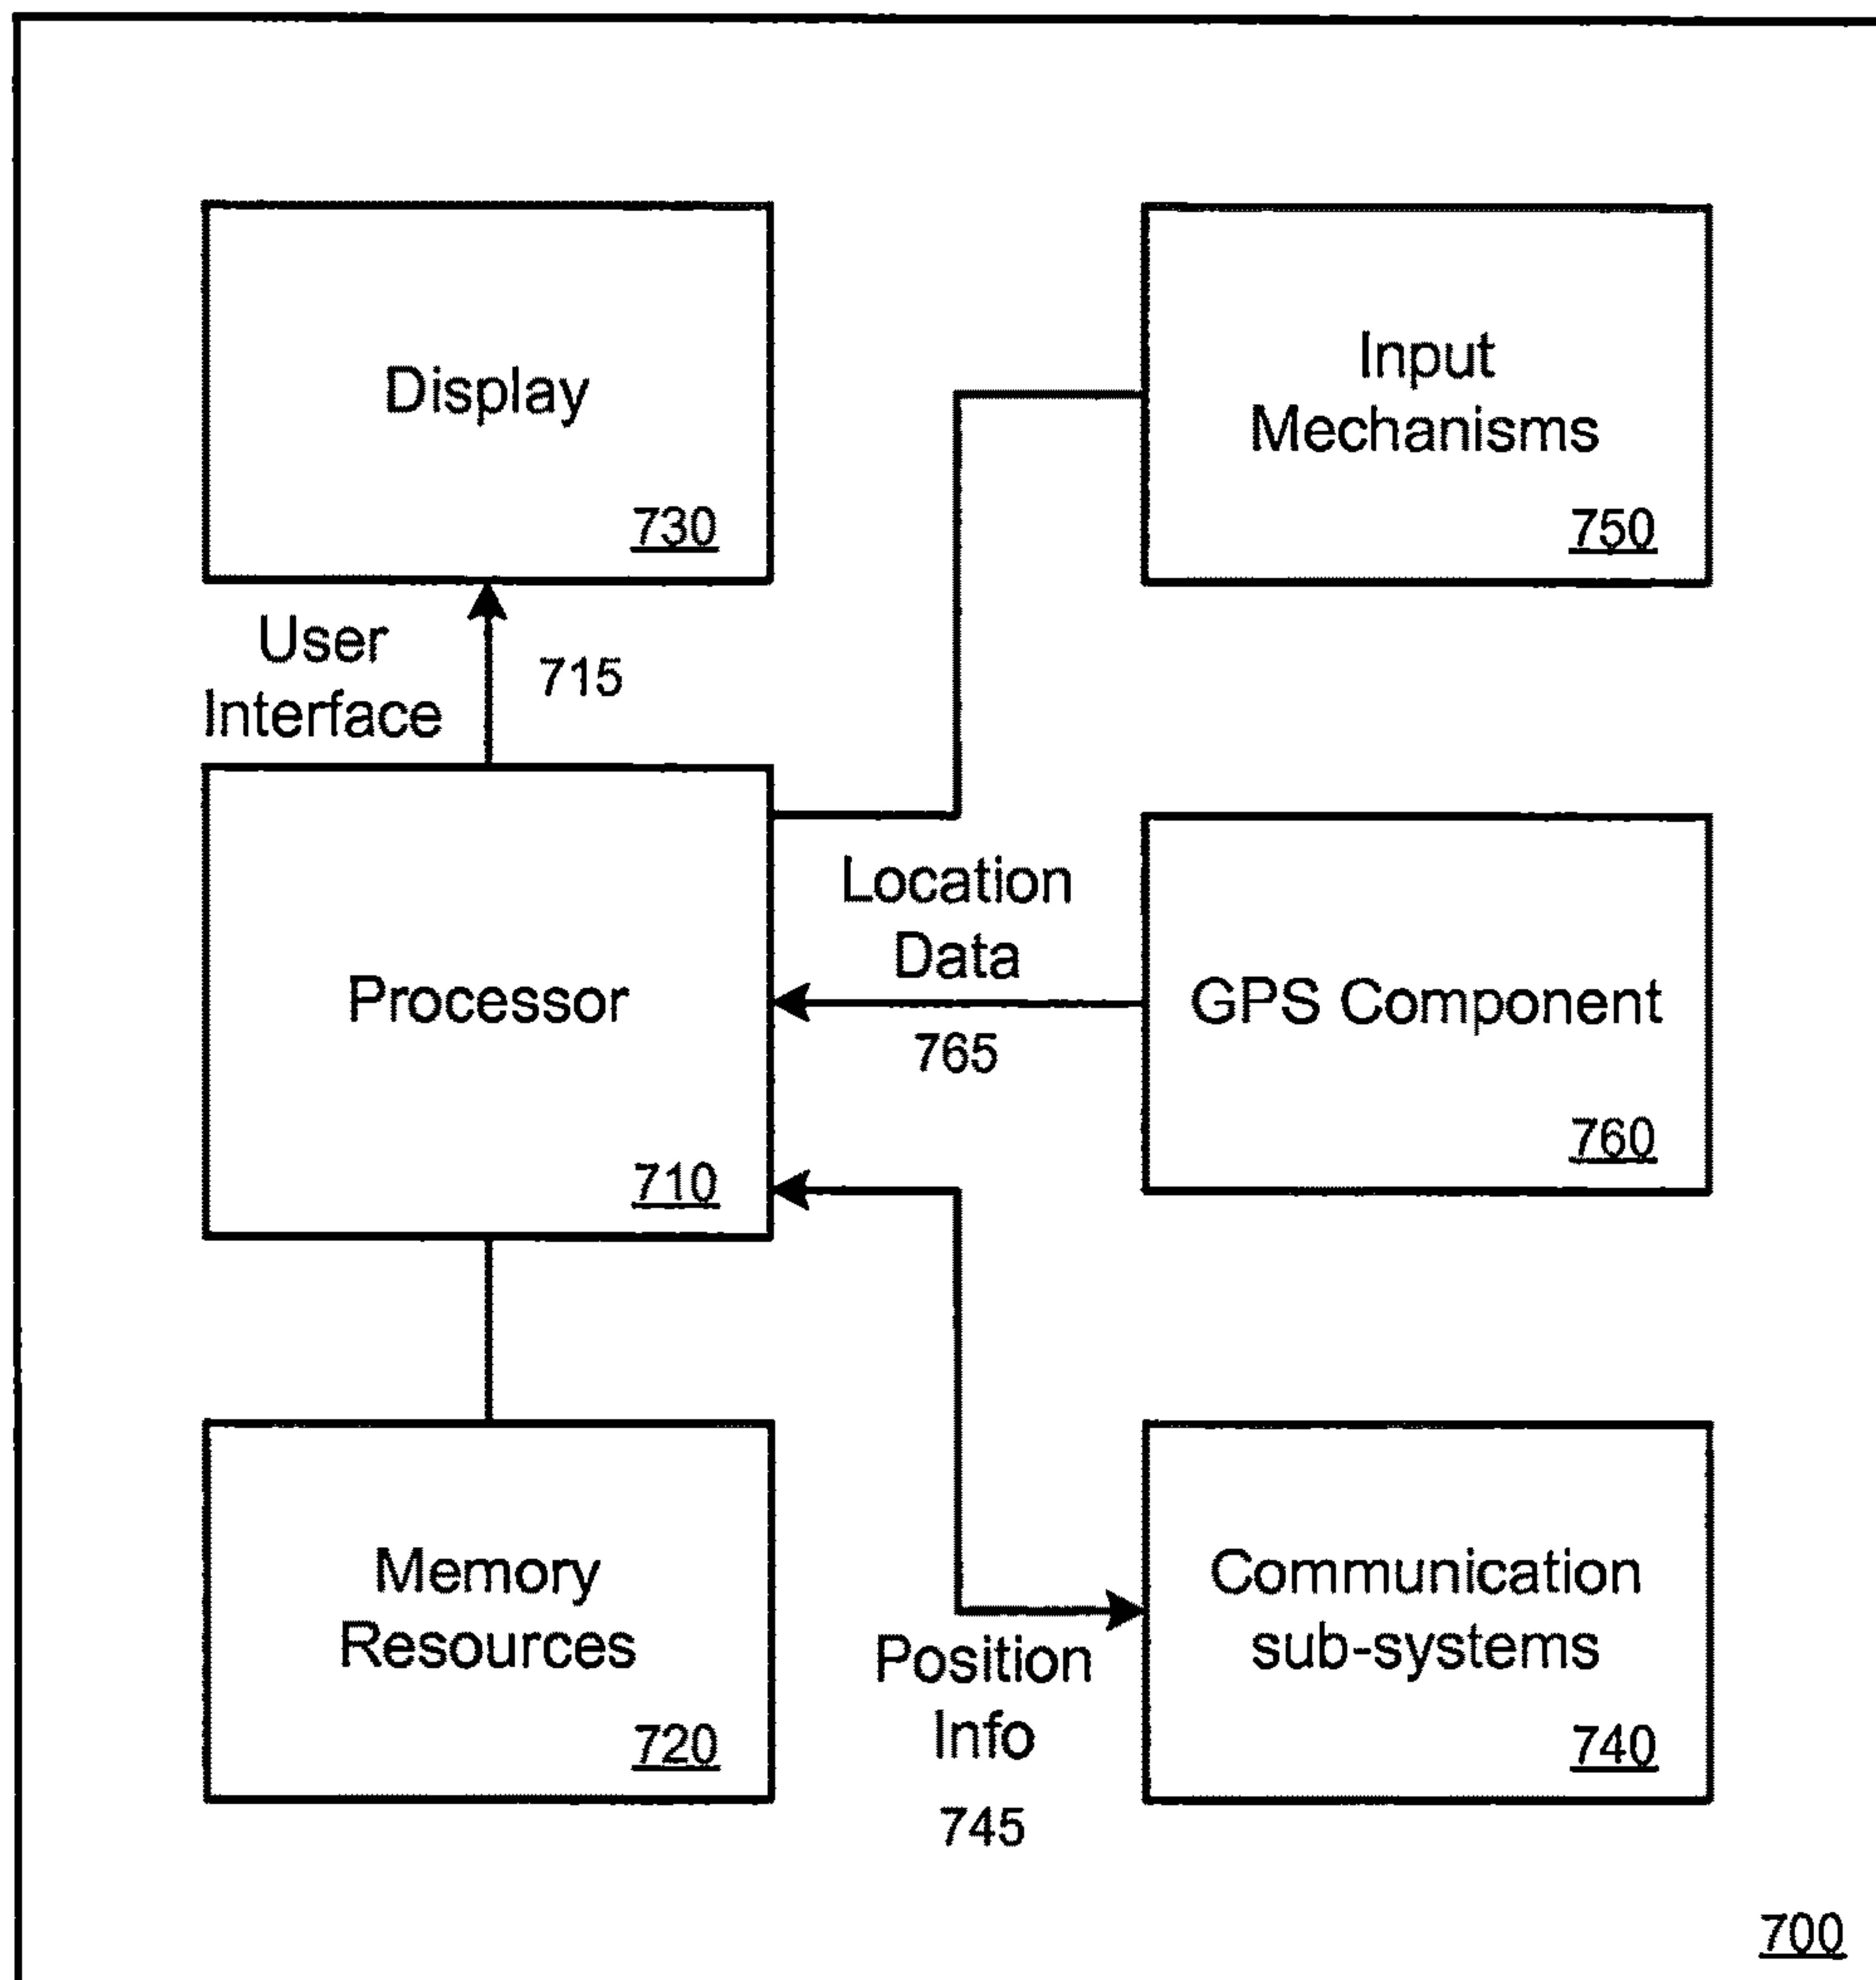 Display
730
Input
Mechanisms
750
User
Interface
715
Processor
710
Location
Data
765
GPS Component
760
Memory
Resources
720
Position
Info
745
Communication
sub-systems
740
700